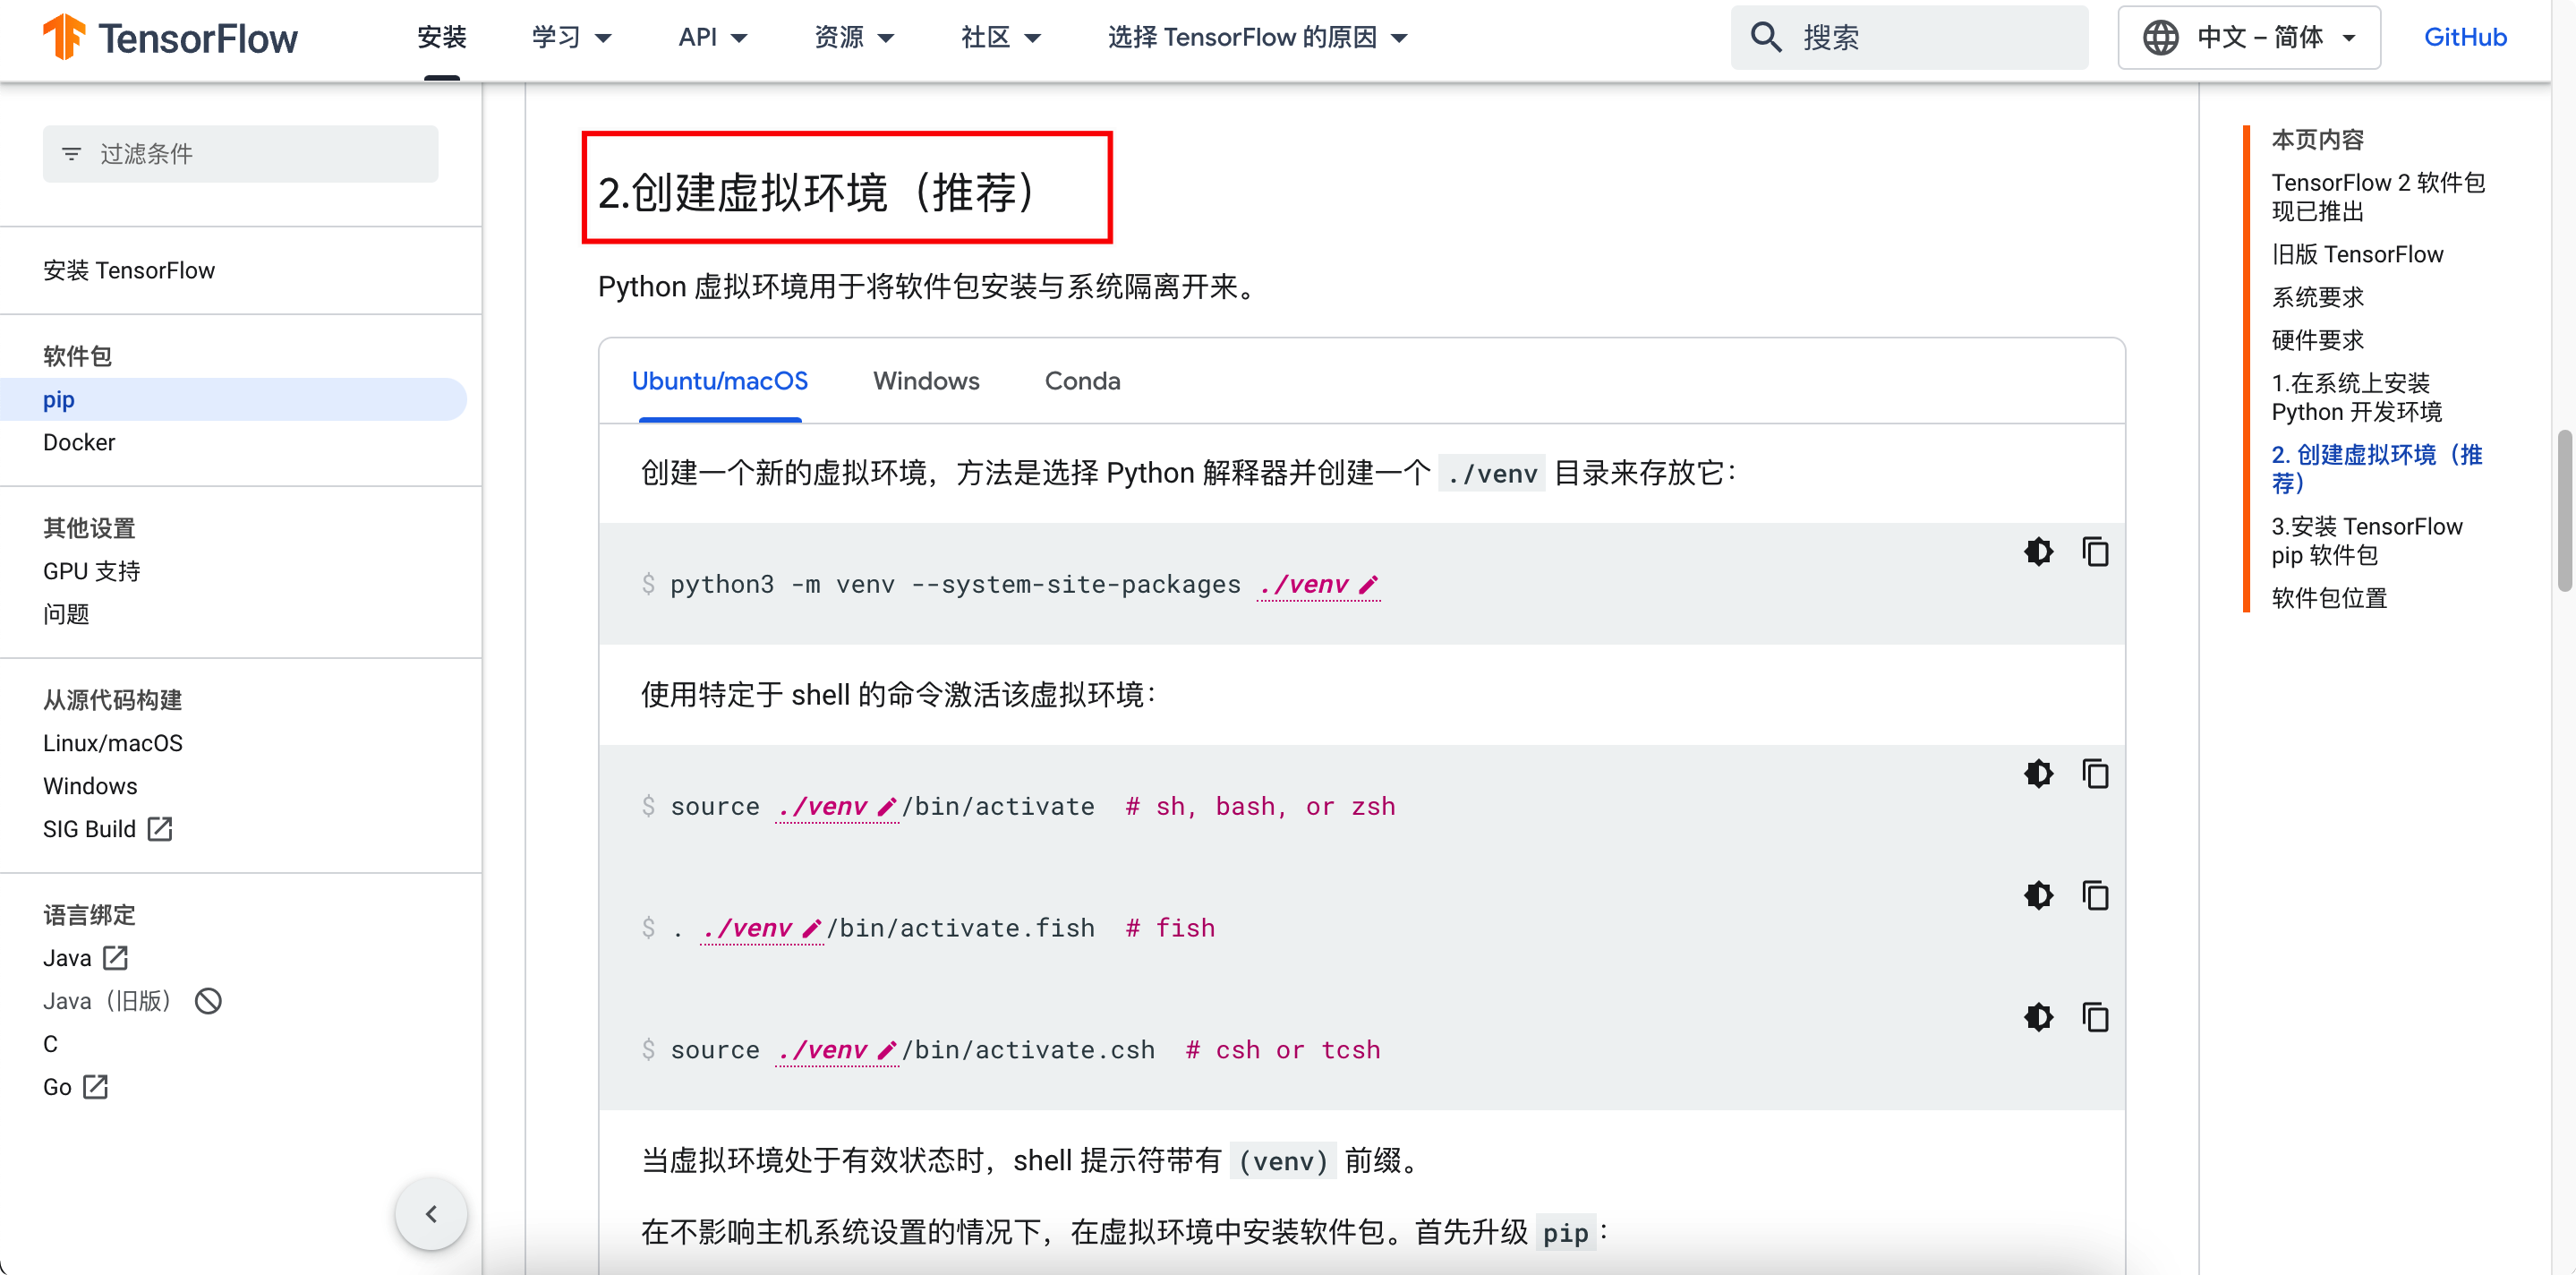 TensorFlow
安装 学习 API 资源 社区 选择 TensorFlow 的原因 搜索 中文 – 简体 GitHub
过滤条件
安装 TensorFlow
软件包
pip
Docker
其他设置
GPU 支持
问题
从源代码构建
Linux/macOS
Windows
SIG Build
语言绑定
Java
Java（旧版）
C
Go
2.创建虚拟环境（推荐）
Python 虚拟环境用于将软件包安装与系统隔离开来。
Ubuntu/macOS Windows Conda
创建一个新的虚拟环境，方法是选择 Python 解释器并创建一个 ./venv 目录来存放它：
$ python3 -m venv --system-site-packages ./venv
使用特定于 shell 的命令激活该虚拟环境：
$ source ./venv/bin/activate # sh, bash, or zsh
$ . ./venv/bin/activate.fish # fish
$ source ./venv/bin/activate.csh # csh or tcsh
当虚拟环境处于有效状态时，shell 提示符带有 (venv) 前缀。
在不影响主机系统设置的情况下，在虚拟环境中安装软件包。首先升级 pip：
本页内容
TensorFlow 2 软件包
现已推出
旧版 TensorFlow
系统要求
硬件要求
1.在系统上安装
Python 开发环境
2. 创建虚拟环境（推
荐）
3.安装 TensorFlow
pip 软件包
软件包位置